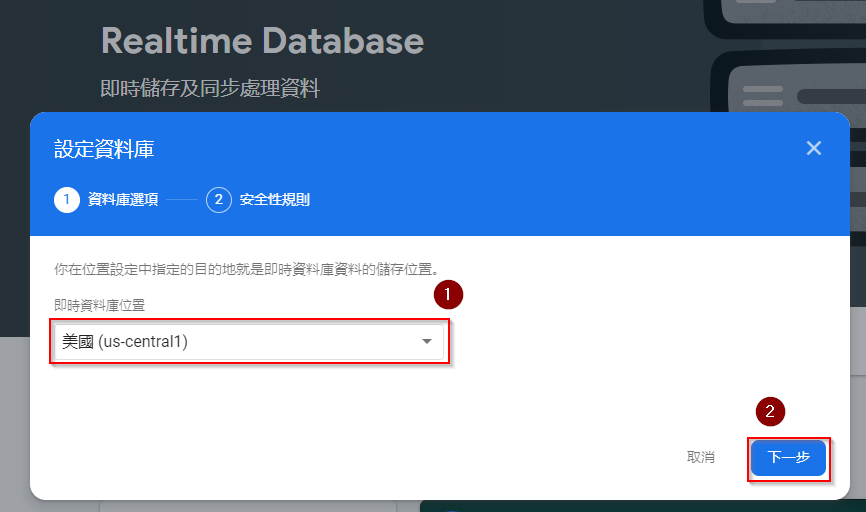 Realtime Database
即時儲存及同步處理資料
設定資料庫
1 資料庫選項 2 安全性規則
你在位置設定中指定的目的地就是即時資料庫資料的儲存位置。
1
即時資料庫位置
美國 (us-central1)
2
取消 下一步